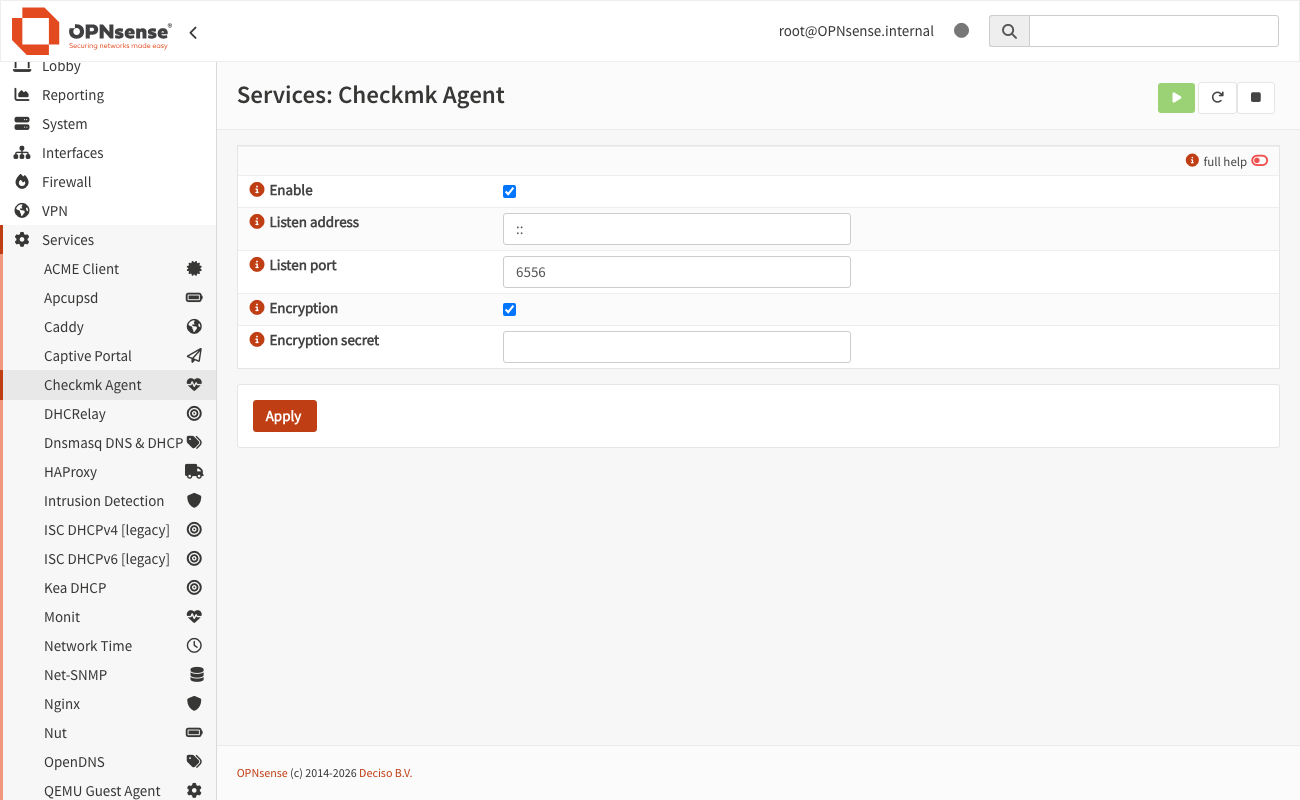 OPNsense®
Securing networks made easy
root@OPNsense.internal
Lobby
Reporting
System
Interfaces
Firewall
VPN
Services
ACME Client
Apcupsd
Caddy
Captive Portal
Checkmk Agent
DHCRelay
Dnsmasq DNS & DHCP
HAProxy
Intrusion Detection
ISC DHCPv4 [legacy]
ISC DHCPv6 [legacy]
Kea DHCP
Monit
Network Time
Net-SNMP
Nginx
Nut
OpenDNS
QEMU Guest Agent
Services: Checkmk Agent
full help
Enable
Listen address
::
Listen port
6556
Encryption
Encryption secret
Apply
OPNsense (c) 2014-2026 Deciso B.V.